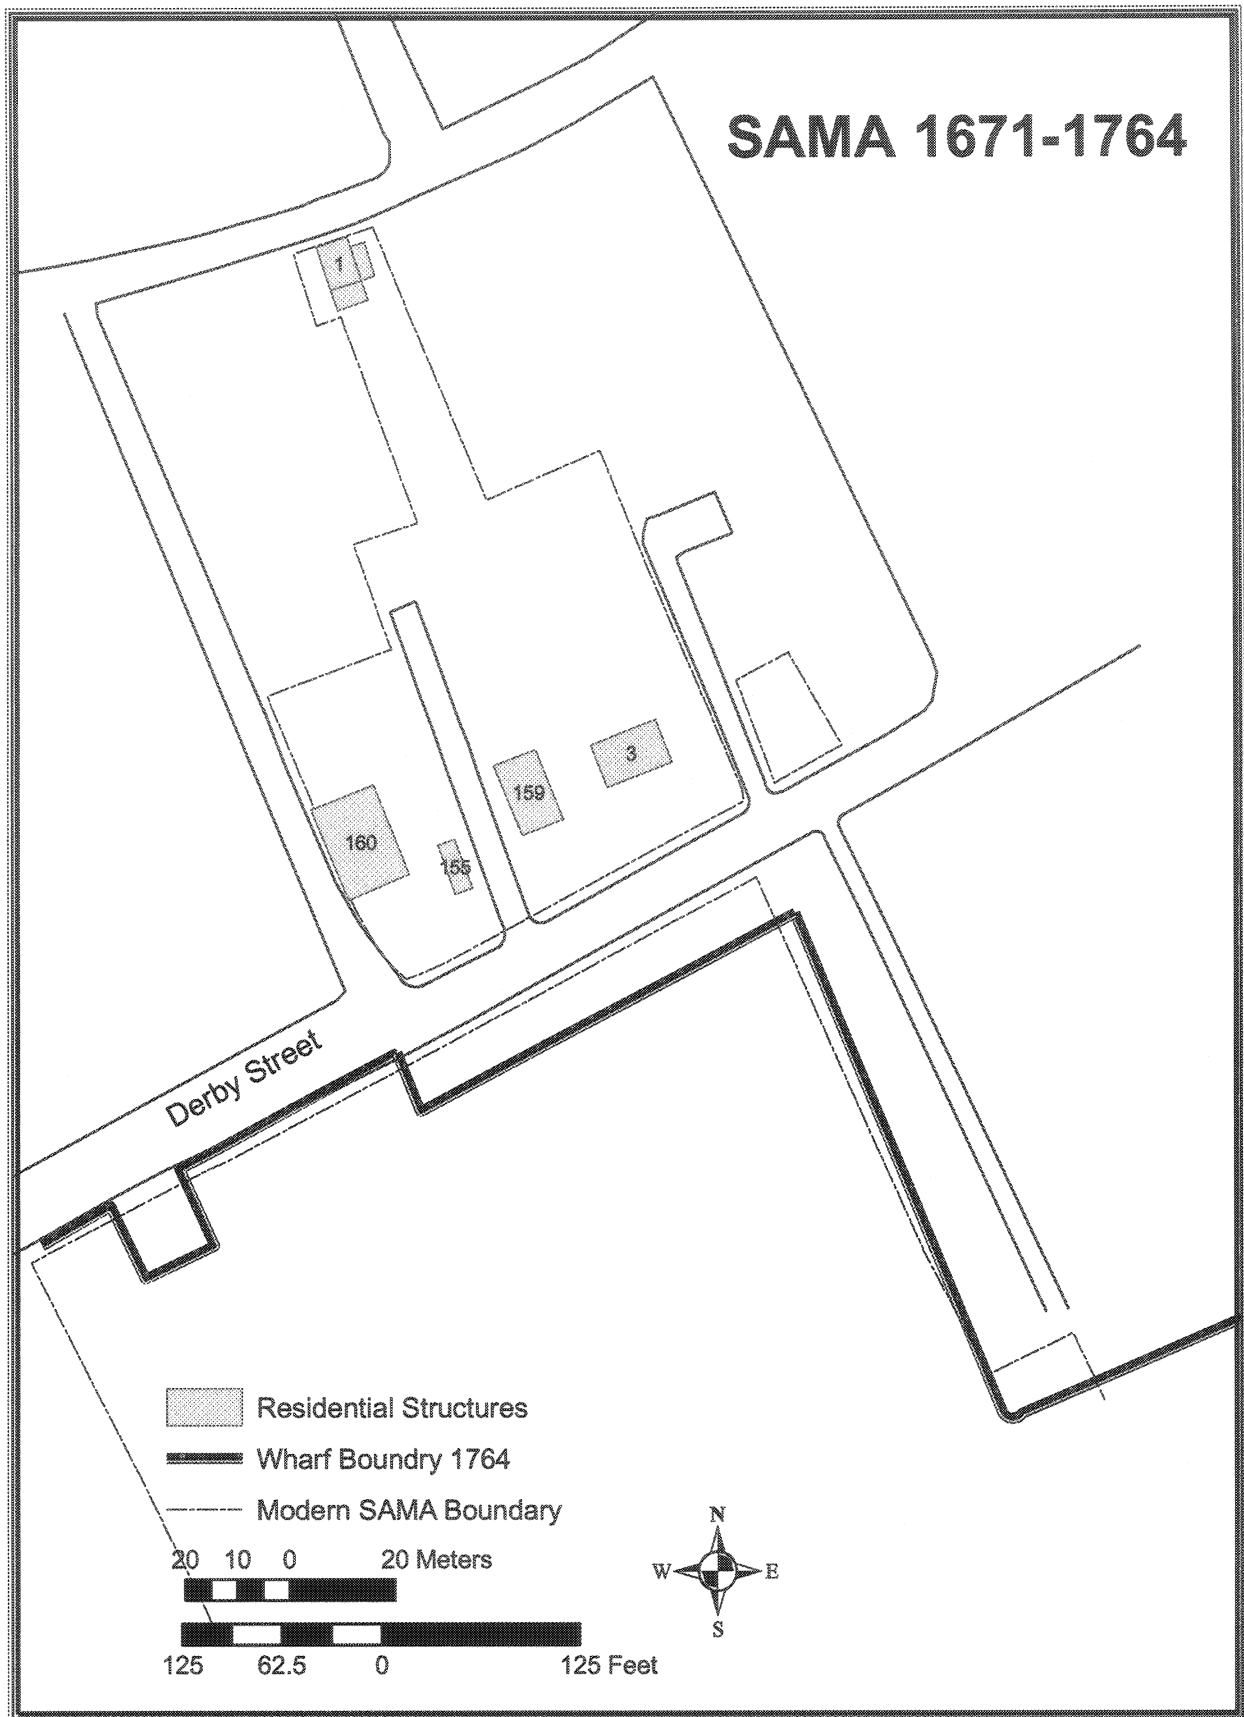 SAMA 1671-1764
1
3
159
160
155
Derby Street
Residential Structures
Wharf Boundry 1764
Modern SAMA Boundary
20 10 0 20 Meters
125 62.5 0 125 Feet
N
W E
S